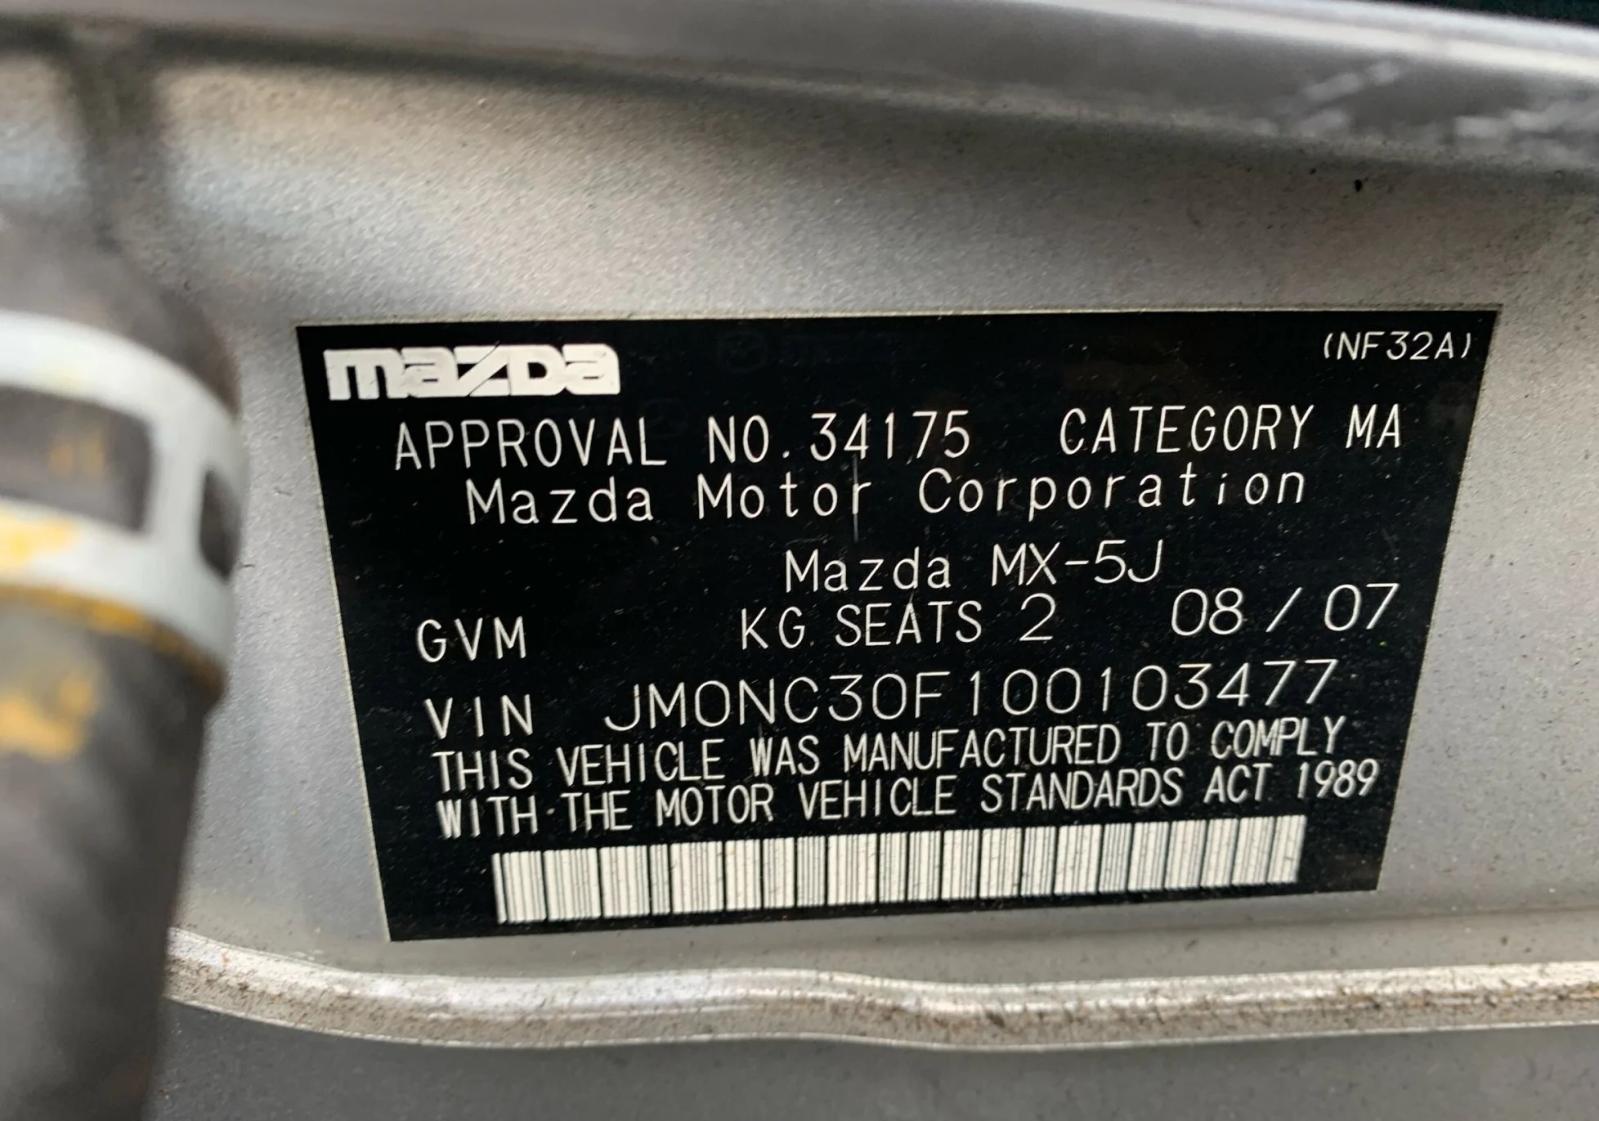 mazda (NF32A)
APPROVAL NO.34175 CATEGORY MA
Mazda Motor Corporation
Mazda MX-5J
GVM KG SEATS 2 08/07
VIN JM0NC30F100103477
THIS VEHICLE WAS MANUFACTURED TO COMPLY
WITH THE MOTOR VEHICLE STANDARDS ACT 1989